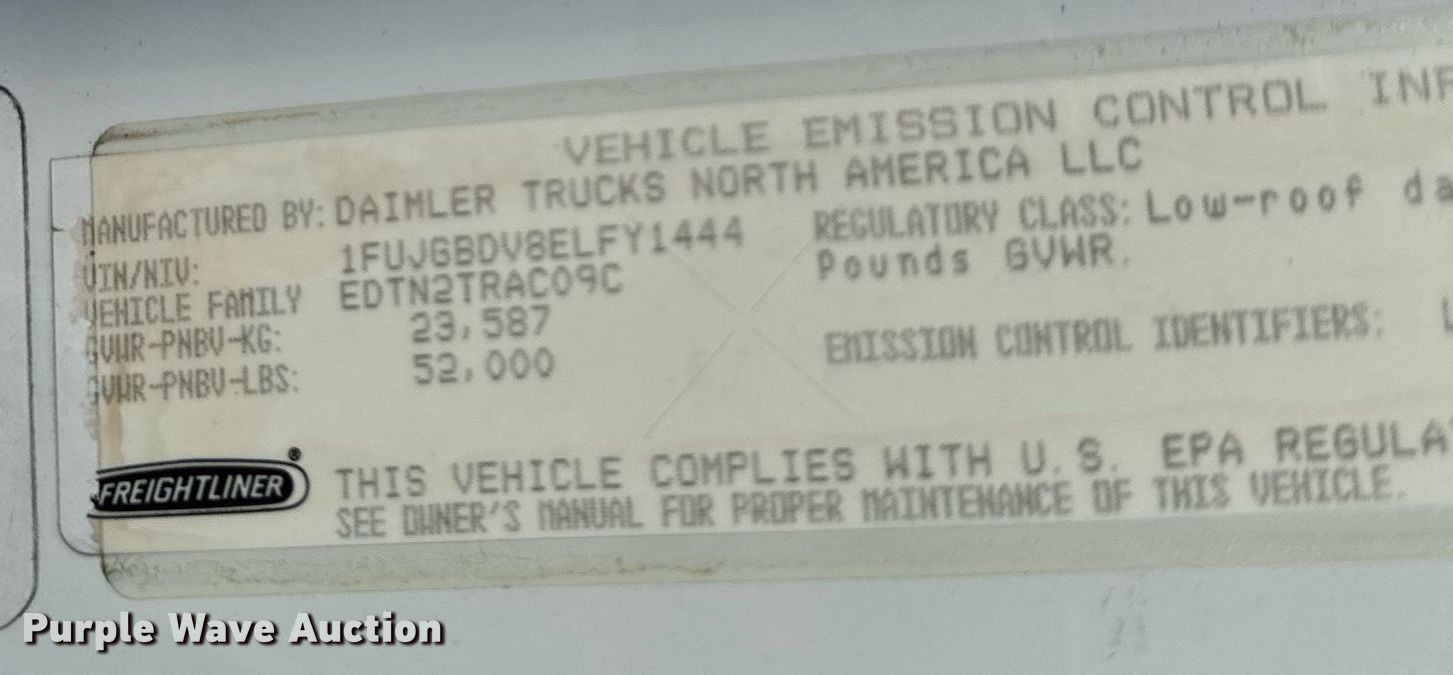 VEHICLE EMISSION CONTROL INF
MANUFACTURED BY: DAIMLER TRUCKS NORTH AMERICA LLC
VIN/NIV: 1FUJGBDV8ELFY1444
REGULATORY CLASS: Low-roof da
Pounds GVWR.
VEHICLE FAMILY EDTN2TRAC09C
GVWR-PNBV-KG: 23,587
GVWR-PNBV-LBS: 52,000
EMISSION CONTROL IDENTIFIERS:
FREIGHTLINER®
THIS VEHICLE COMPLIES WITH U.S. EPA REGULA
SEE OWNER'S MANUAL FOR PROPER MAINTENANCE OF THIS VEHICLE.
Purple Wave Auction